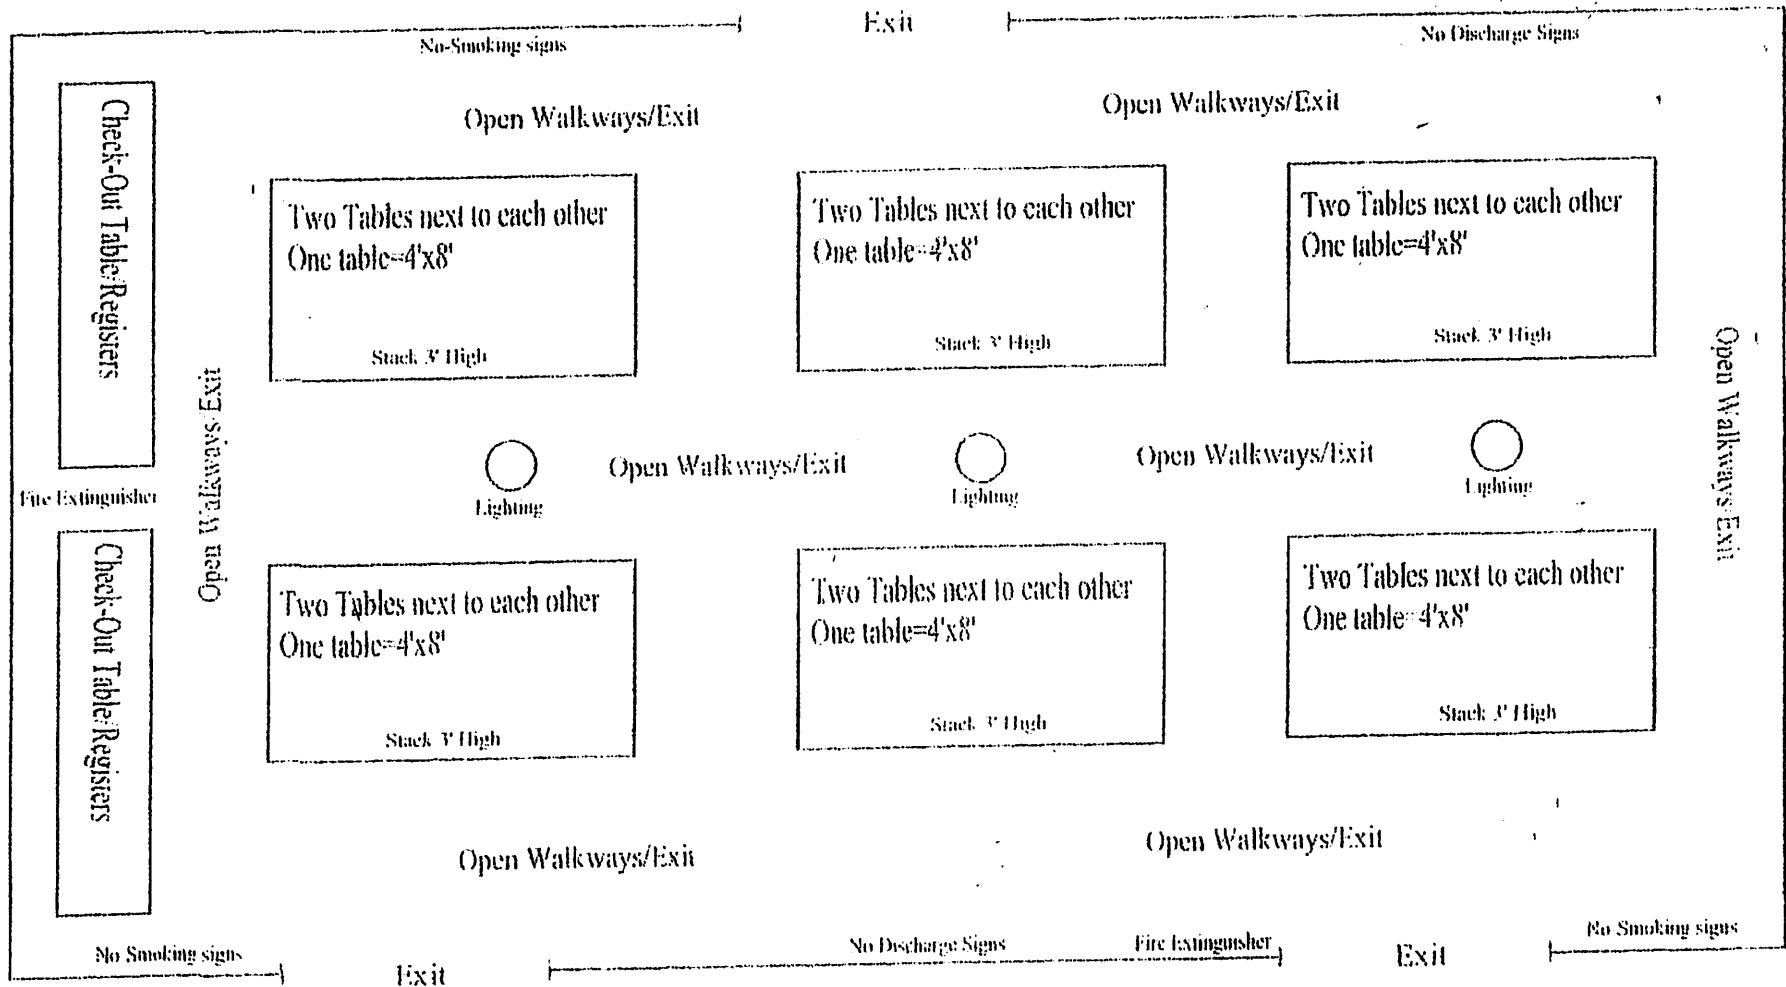 Exit
No-Smoking signs
No Discharge Signs
Open Walkways/Exit
Open Walkways/Exit
Check-Out Table/Registers
Two Tables next to each other
One table=4'x8'
Stack 3' High
Two Tables next to each other
One table=4'x8'
Stack 3' High
Two Tables next to each other
One table=4'x8'
Stack 3' High
Open Walkways/Exit
Open Walkways/Exit
Fire Extinguisher
Lighting
Open Walkways/Exit
Lighting
Open Walkways/Exit
Lighting
Check-Out Table/Registers
Two Tables next to each other
One table=4'x8'
Stack 3' High
Two Tables next to each other
One table=4'x8'
Stack 3' High
Two Tables next to each other
One table=4'x8'
Stack 3' High
Open Walkways/Exit
Open Walkways/Exit
No Smoking signs
No Discharge Signs
Fire Extinguisher
No Smoking signs
Exit
Exit